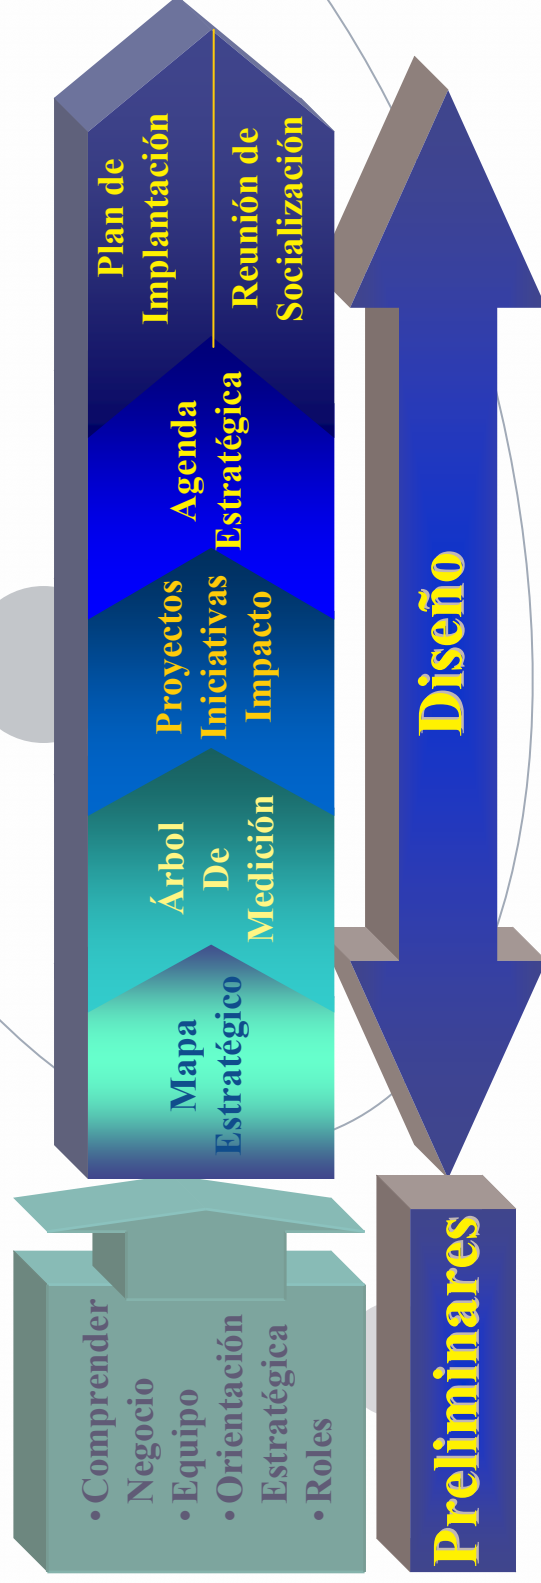 • Comprender
Negocio
• Equipo
• Orientación
Estratégica
• Roles
Mapa
Estratégico
Árbol
De
Medición
Proyectos
Iniciativas
Impacto
Agenda
Estratégica
Plan de
Implantación
Reunión de
Socialización
Preliminares
Diseño